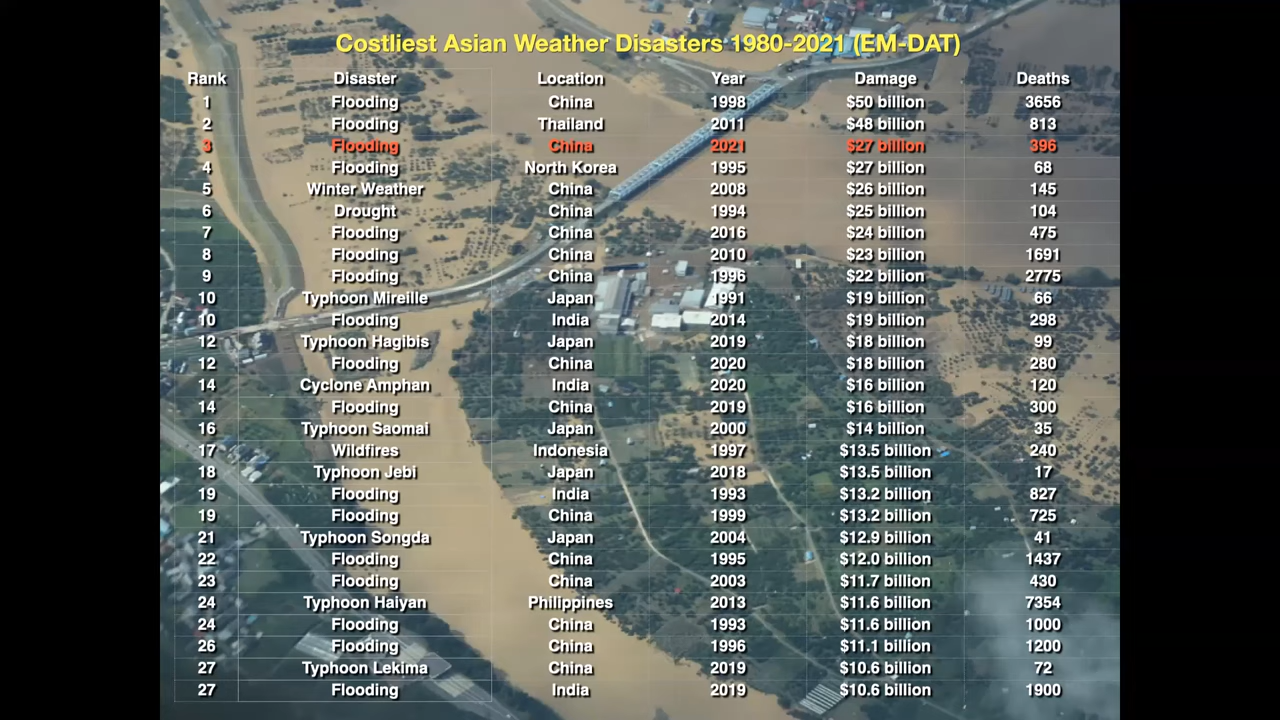 Costliest Asian Weather Disasters 1980-2021 (EM-DAT)
Rank Disaster Location Year Damage Deaths
1 Flooding China 1998 $50 billion 3656
2 Flooding Thailand 2011 $48 billion 813
3 Flooding China 2021 $27 billion 396
4 Flooding North Korea 1995 $27 billion 68
5 Winter Weather China 2008 $26 billion 145
6 Drought China 1994 $25 billion 104
7 Flooding China 2016 $24 billion 475
8 Flooding China 2010 $23 billion 1691
9 Flooding China 1996 $22 billion 2775
10 Typhoon Mireille Japan 1991 $19 billion 66
10 Flooding India 2014 $19 billion 298
12 Typhoon Hagibis Japan 2019 $18 billion 99
12 Flooding China 2020 $18 billion 280
14 Cyclone Amphan India 2020 $16 billion 120
14 Flooding China 2019 $16 billion 300
16 Typhoon Saomai Japan 2000 $14 billion 35
17 Wildfires Indonesia 1997 $13.5 billion 240
18 Typhoon Jebi Japan 2018 $13.5 billion 17
19 Flooding India 1993 $13.2 billion 827
19 Flooding China 1999 $13.2 billion 725
21 Typhoon Songda Japan 2004 $12.9 billion 41
22 Flooding China 1995 $12.0 billion 1437
23 Flooding China 2003 $11.7 billion 430
24 Typhoon Haiyan Philippines 2013 $11.6 billion 7354
24 Flooding China 1993 $11.6 billion 1000
26 Flooding China 1996 $11.1 billion 1200
27 Typhoon Lekima China 2019 $10.6 billion 72
27 Flooding India 2019 $10.6 billion 1900